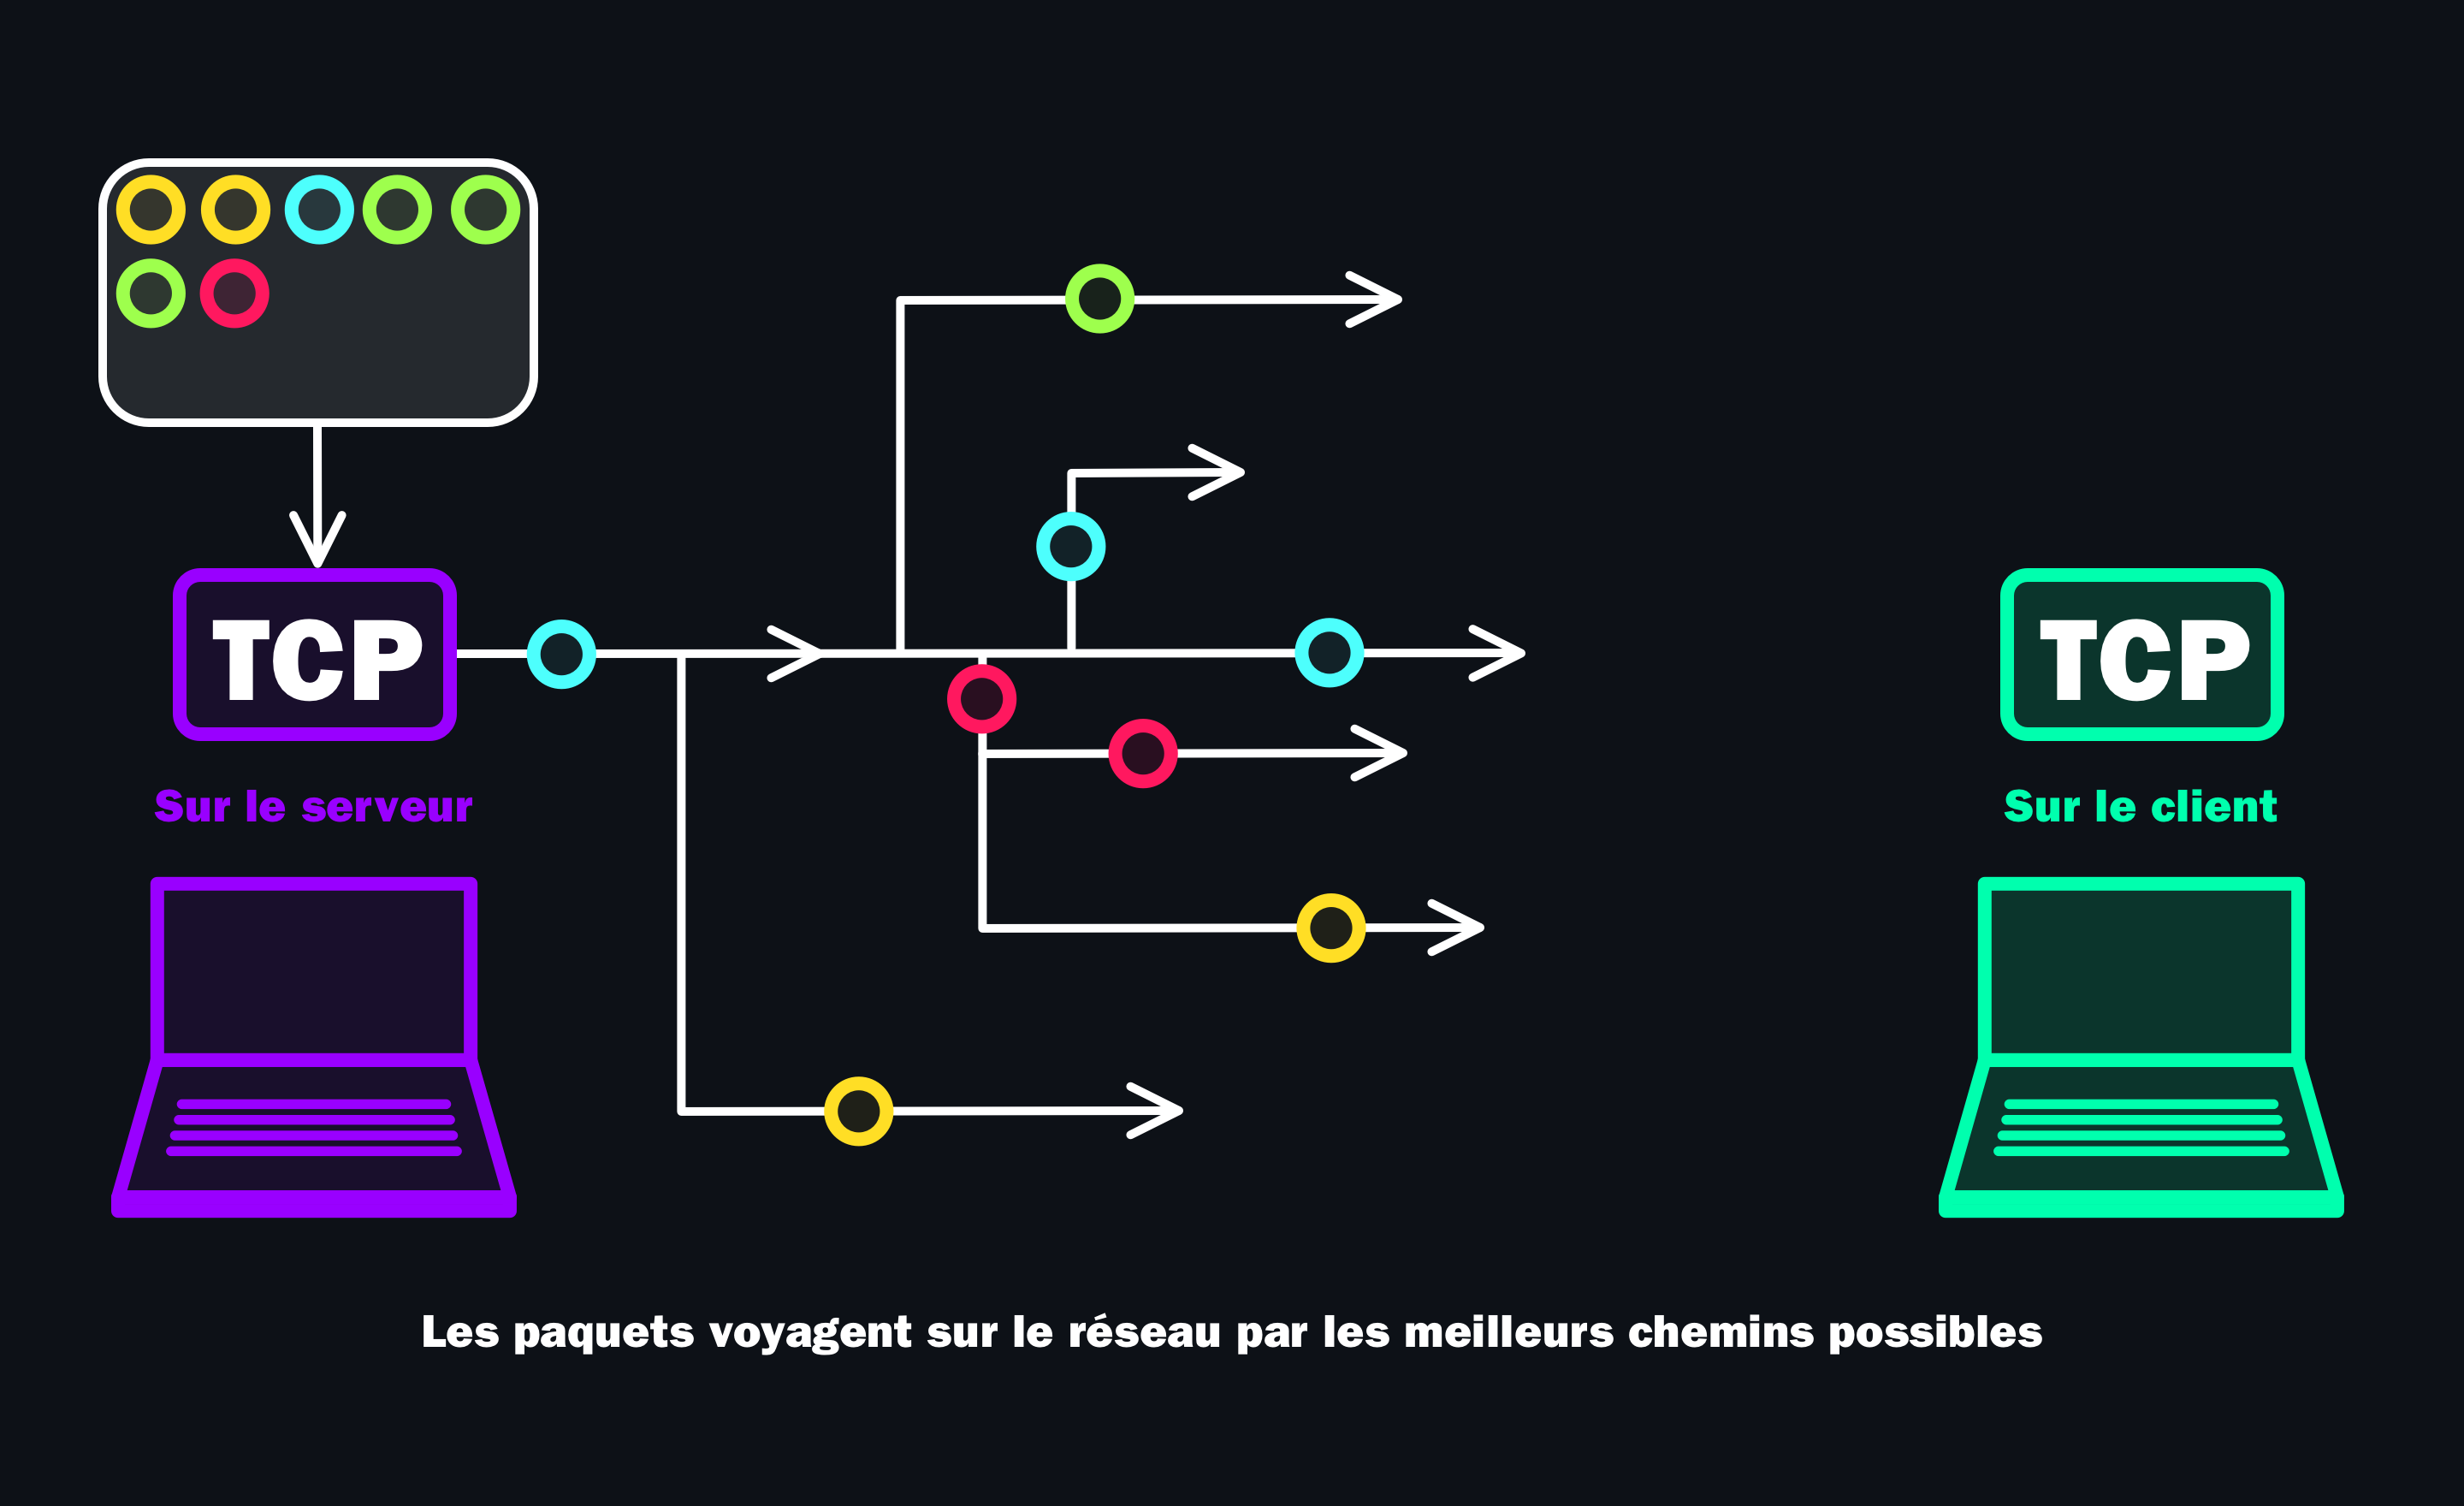 TCP
TCP
Sur le serveur
Sur le client
Les paquets voyagent sur le réseau par les meilleurs chemins possibles